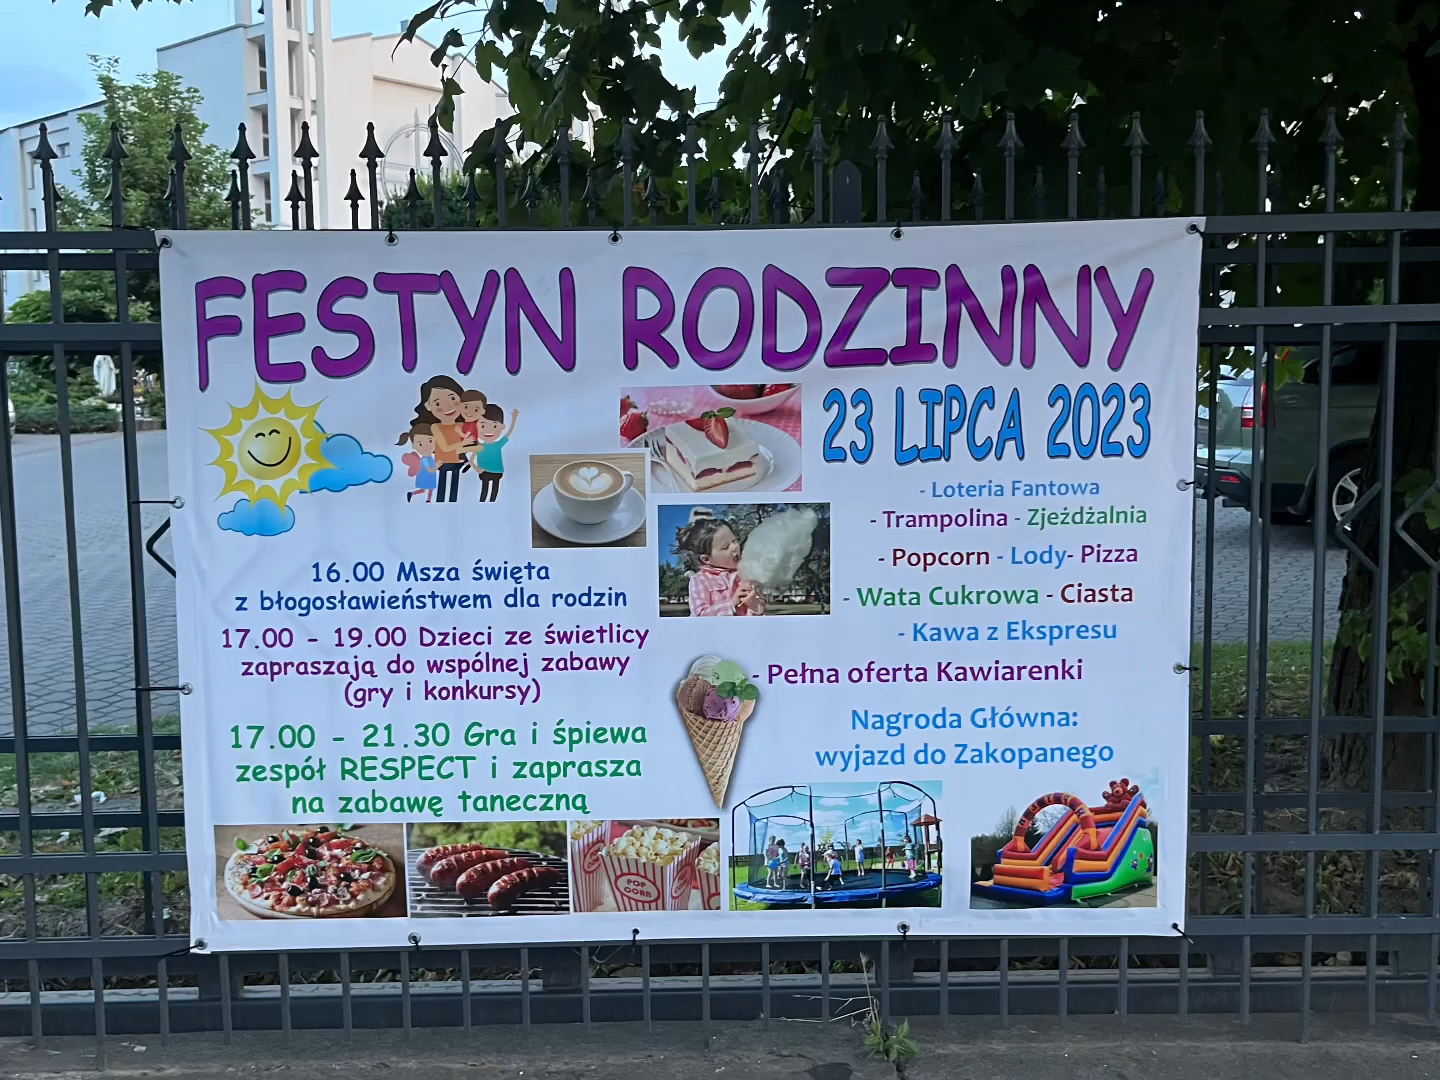 FESTYN RODZINNY
23 LIPCA 2023
- Loteria Fantowa
- Trampolina - Zjeżdżalnia
- Popcorn - Lody- Pizza
- Wata Cukrowa - Ciasta
- Kawa z Ekspresu
- Pełna oferta Kawiarenki
Nagroda Główna:
wyjazd do Zakopanego
16.00 Msza święta
z błogosławieństwem dla rodzin
17.00 - 19.00 Dzieci ze świetlicy
zapraszają do wspólnej zabawy
(gry i konkursy)
17.00 - 21.30 Gra i śpiewa
zespół RESPECT i zaprasza
na zabawę taneczną
POP
CORN